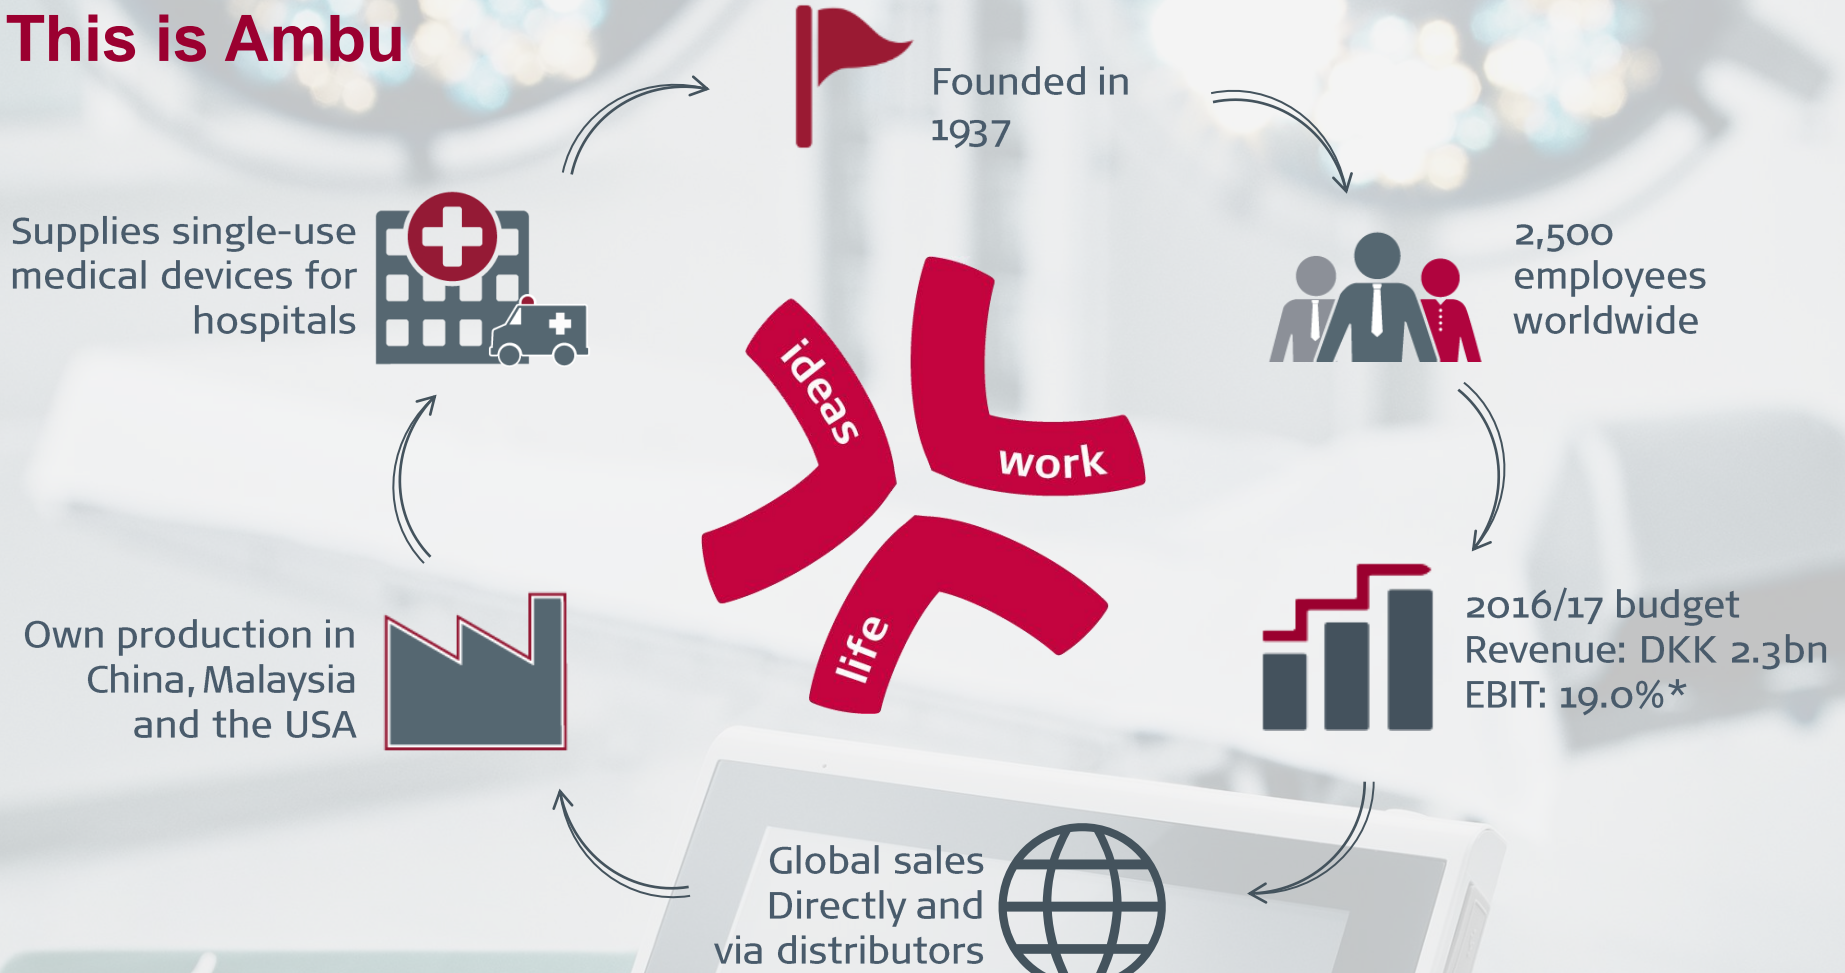 This is Ambu
Founded in
1937
2,500
employees
worldwide
2016/17 budget
Revenue: DKK 2.3bn
EBIT: 19.0%*
Global sales
Directly and
via distributors
Own production in
China, Malaysia
and the USA
Supplies single-use
medical devices for
hospitals
ideas
work
life